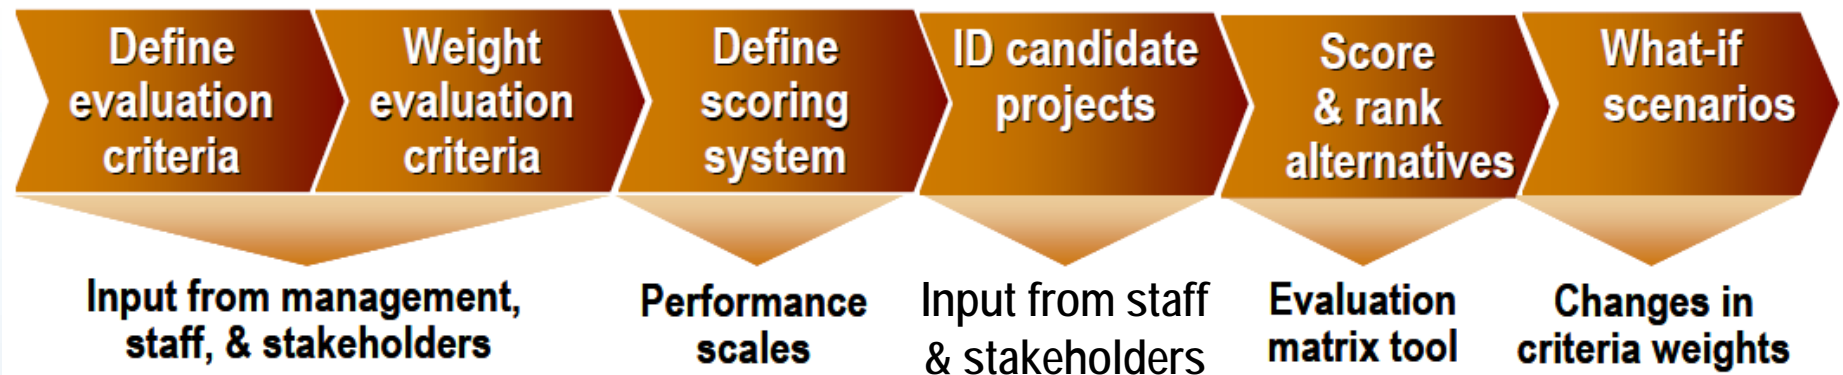 Define
evaluation
criteria
Weight
evaluation
criteria
Define
scoring
system
ID candidate
projects
Score
& rank
alternatives
What-if
scenarios
Input from management,
staff, & stakeholders
Performance
scales
Input from staff
& stakeholders
Evaluation
matrix tool
Changes in
criteria weights